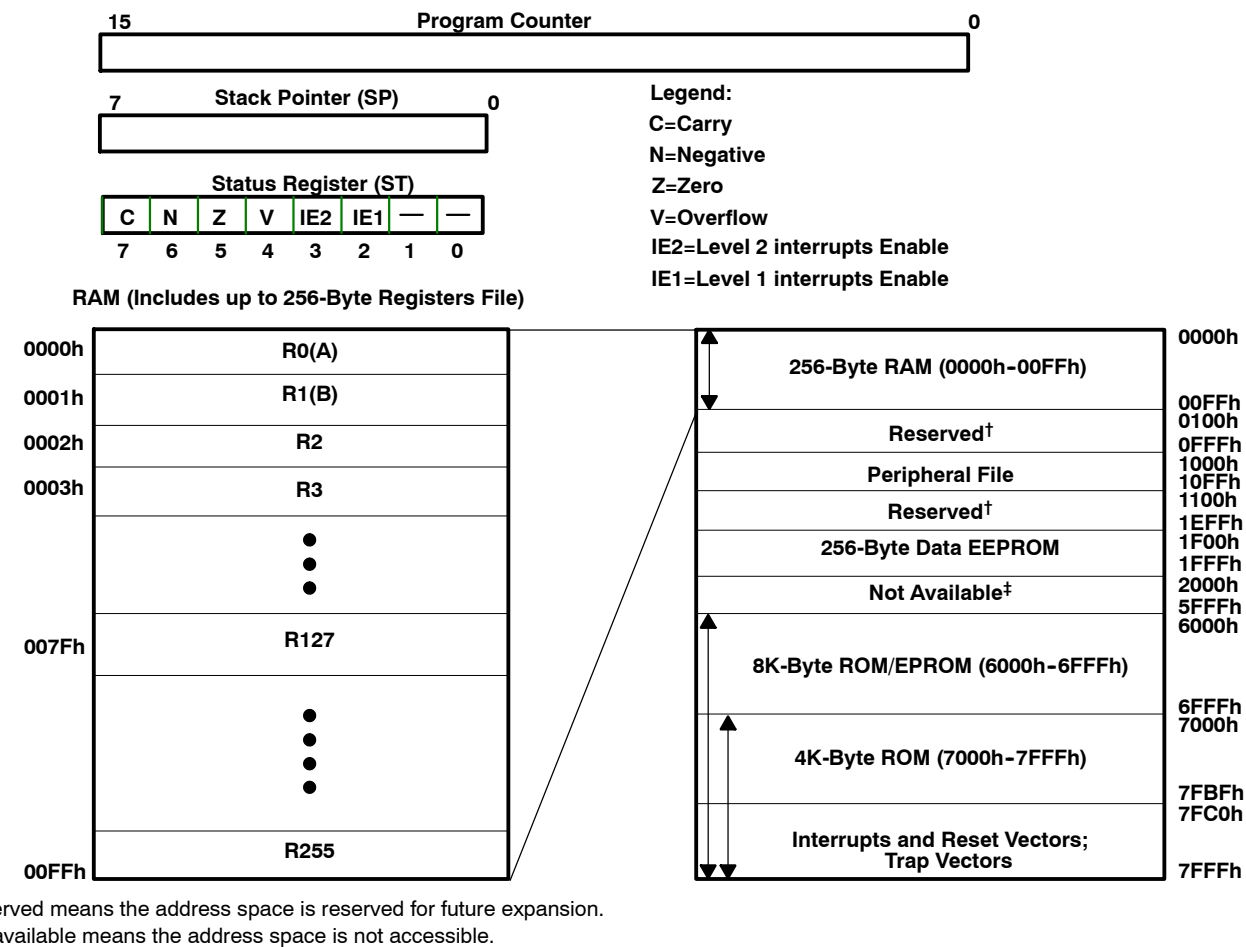 15 Program Counter 0
7 Stack Pointer (SP) 0
Legend:
C=Carry
N=Negative
Z=Zero
V=Overflow
IE2=Level 2 interrupts Enable
IE1=Level 1 interrupts Enable
Status Register (ST)
C N Z V IE2 IE1 — —
7 6 5 4 3 2 1 0
RAM (Includes up to 256-Byte Registers File)
0000h R0(A)
0001h R1(B)
0002h R2
0003h R3
007Fh R127
R255
00FFh
0000h
256-Byte RAM (0000h-00FFh)
00FFh
0100h
Reserved†
0FFFh
1000h
Peripheral File
10FFh
1100h
Reserved†
1EFFh
1F00h
256-Byte Data EEPROM
1FFFh
2000h
Not Available‡
5FFFh
6000h
8K-Byte ROM/EPROM (6000h-6FFFh)
6FFFh
7000h
4K-Byte ROM (7000h-7FFFh)
7FBFh
7FC0h
Interrupts and Reset Vectors;
Trap Vectors
7FFFh
erved means the address space is reserved for future expansion.
available means the address space is not accessible.